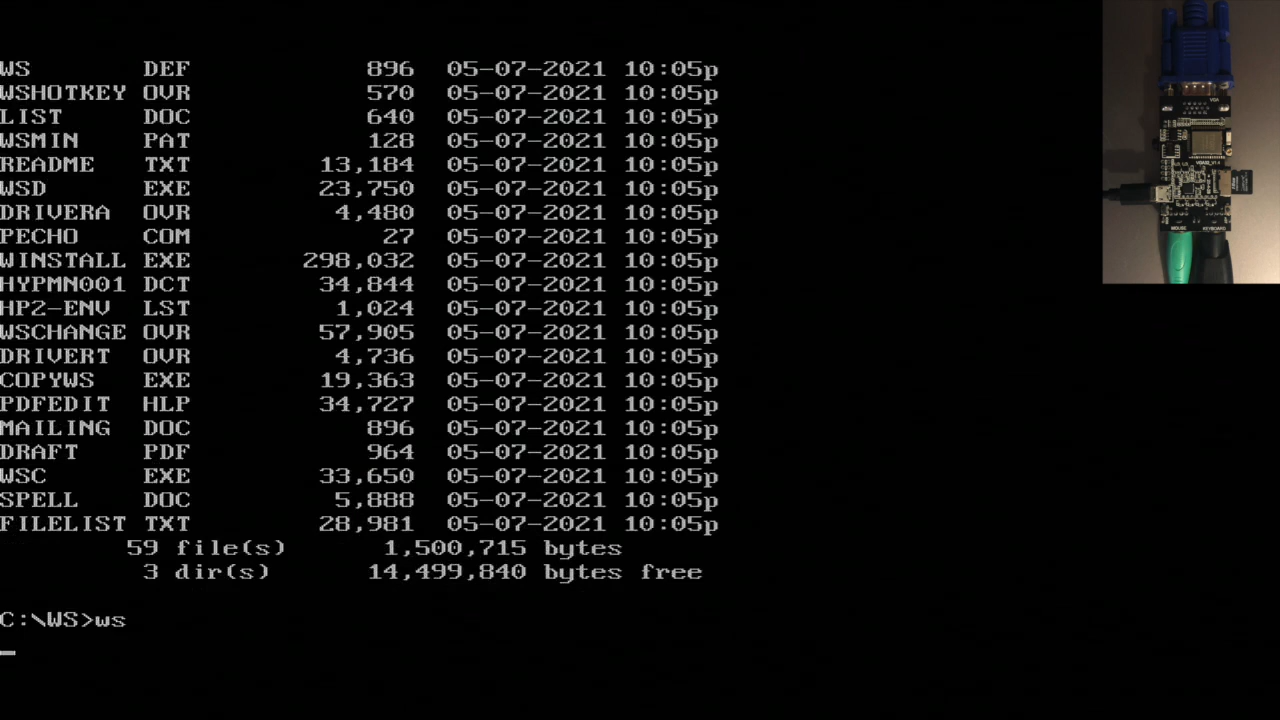 WS DEF 896 05-07-2021 10:05p
WSHOTKEY OVR 570 05-07-2021 10:05p
LIST DOC 640 05-07-2021 10:05p
WSMIN PAT 128 05-07-2021 10:05p
README TXT 13,184 05-07-2021 10:05p
WSD EXE 23,750 05-07-2021 10:05p
DRIVERA OVR 4,480 05-07-2021 10:05p
PECHO COM 27 05-07-2021 10:05p
WINSTALL EXE 298,032 05-07-2021 10:05p
HYPMN001 DCT 34,844 05-07-2021 10:05p
HP2-ENV LST 1,024 05-07-2021 10:05p
WSCHANGE OVR 57,905 05-07-2021 10:05p
DRIVERT OVR 4,736 05-07-2021 10:05p
COPYWS EXE 19,363 05-07-2021 10:05p
PDFEDIT HLP 34,727 05-07-2021 10:05p
MAILING DOC 896 05-07-2021 10:05p
DRAFT PDF 964 05-07-2021 10:05p
WSC EXE 33,650 05-07-2021 10:05p
SPELL DOC 5,888 05-07-2021 10:05p
FILELIST TXT 28,981 05-07-2021 10:05p
59 file(s) 1,500,715 bytes
3 dir(s) 14,499,840 bytes free
C:\WS>ws
VGA
MOUSE KEYBOARD